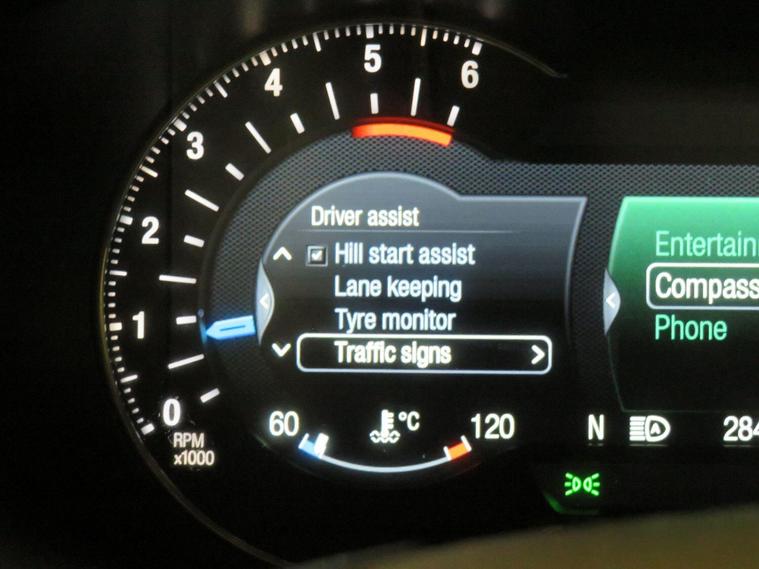 6
5
4
3
2
1
0
RPM
x1000
Driver assist
Hill start assist
Lane keeping
Tyre monitor
Traffic signs
60
°C
120
Compass
Phone
N
A